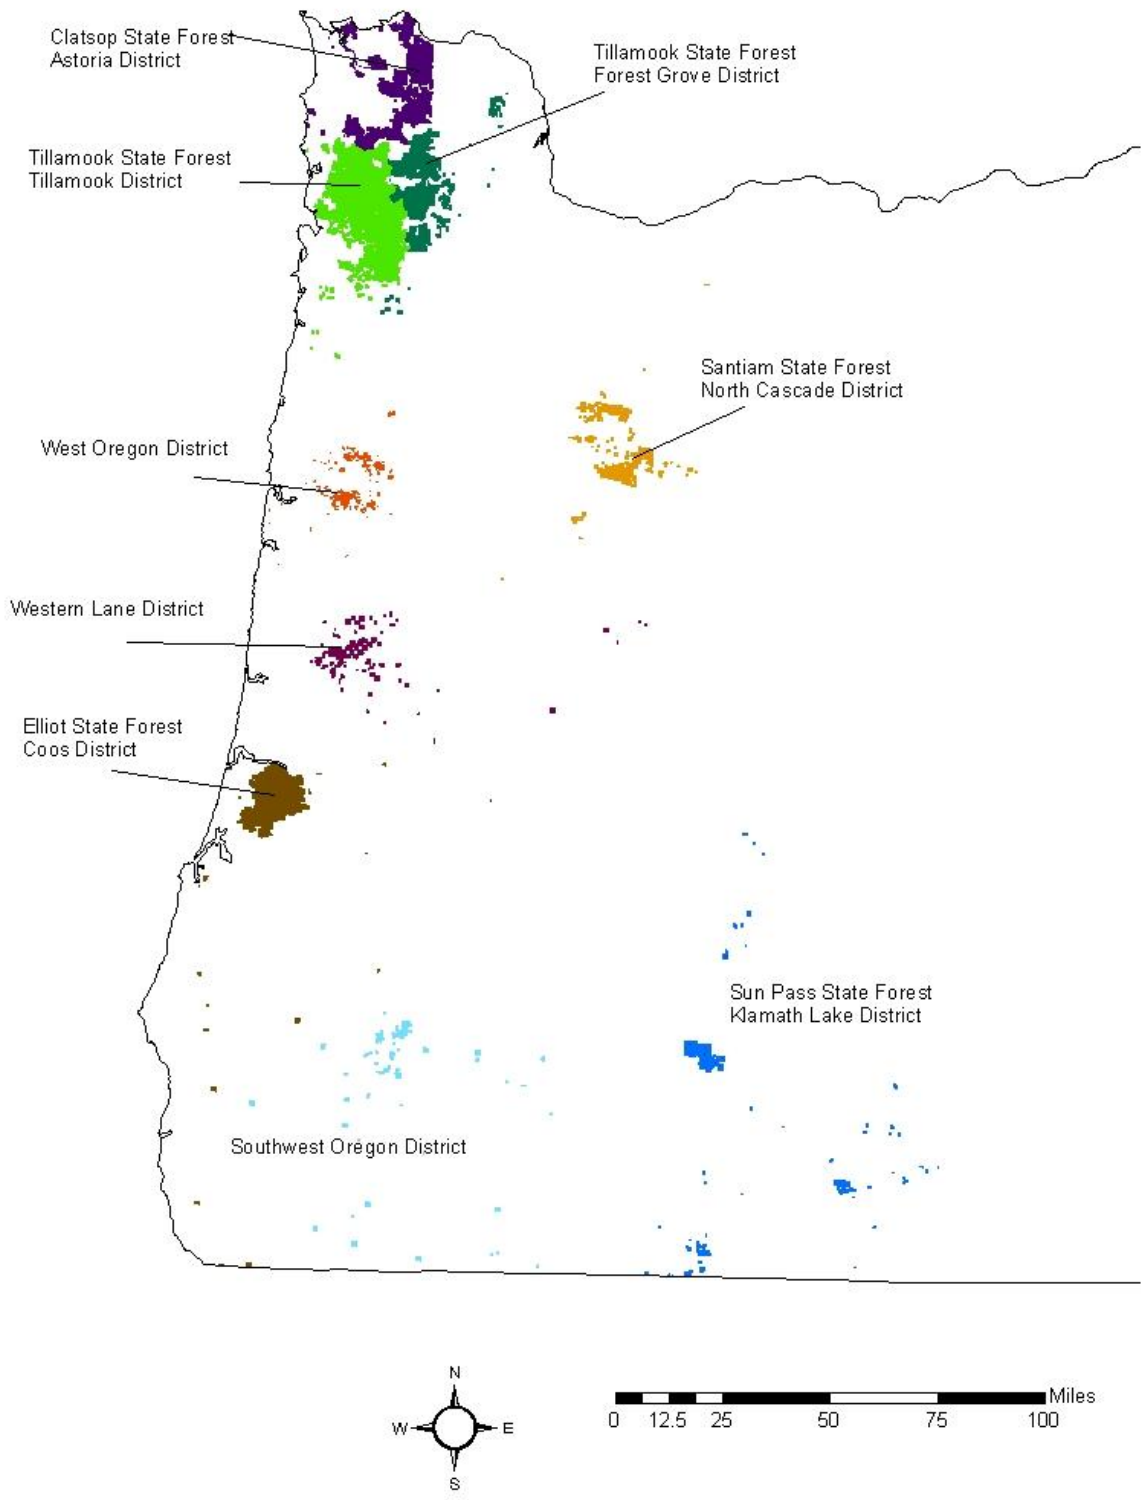 Clatsop State Forest
Astoria District
Tillamook State Forest
Forest Grove District
Tillamook State Forest
Tillamook District
Santiam State Forest
North Cascade District
West Oregon District
Western Lane District
Elliot State Forest
Coos District
Sun Pass State Forest
Klamath Lake District
Southwest Oregon District
N
W E
S
Miles
0 12.5 25 50 75 100